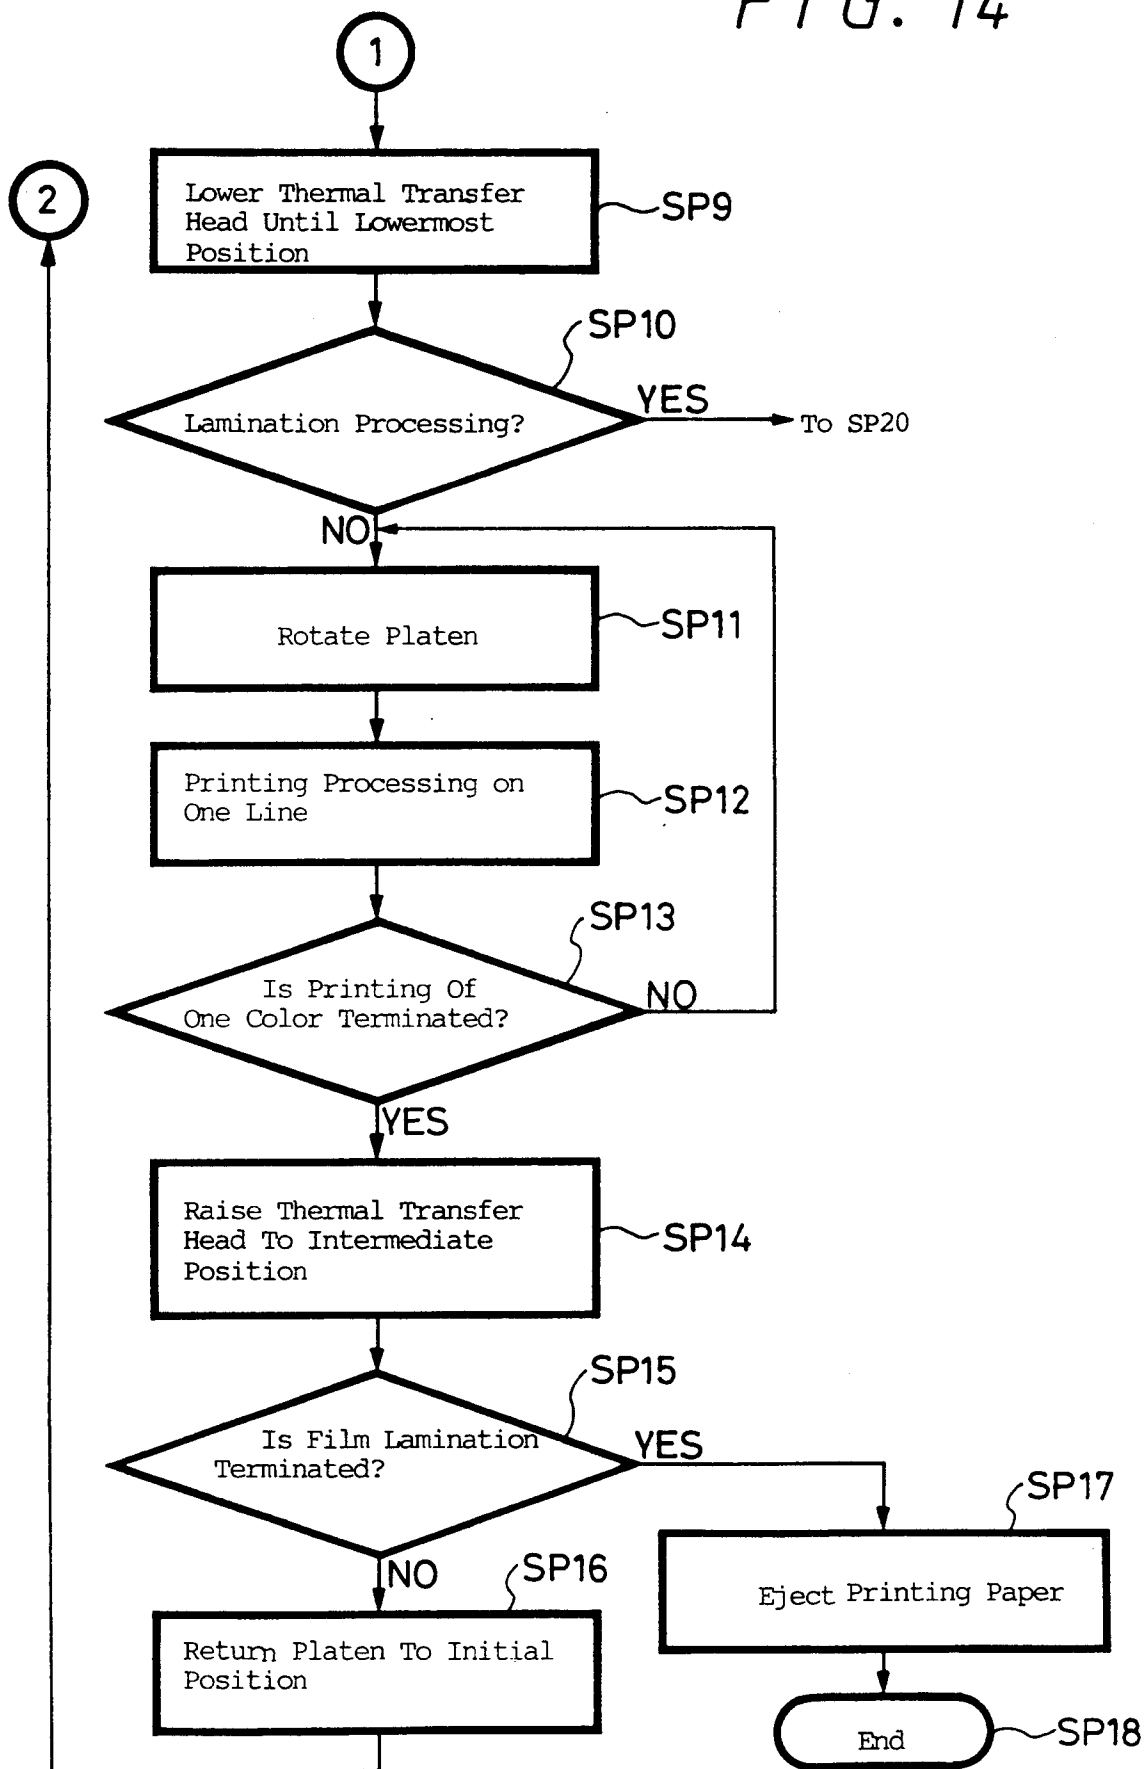 FIG. 14
1
2
Lower Thermal Transfer
Head Until Lowermost
Position
SP9
SP10
Lamination Processing?
YES
To SP20
NO
Rotate Platen
SP11
Printing Processing on
One Line
SP12
SP13
Is Printing Of
One Color Terminated?
NO
YES
Raise Thermal Transfer
Head To Intermediate
Position
SP14
SP15
Is Film Lamination
Terminated?
YES
SP17
NO
SP16
Eject Printing Paper
Return Platen To Initial
Position
End
SP18